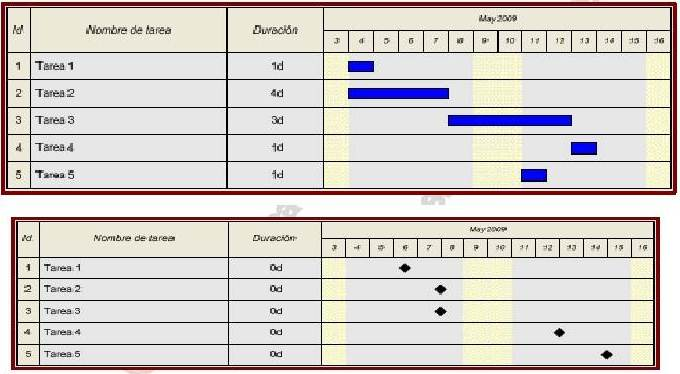 Id. Nombre de tarea Duración May 2009
3 4 5 6 7 8 9 10 11 12 13 14 15 16
1 Tarea 1 1d
2 Tarea 2 4d
3 Tarea 3 3d
4 Tarea 4 1d
5 Tarea 5 1d
Id. Nombre de tarea Duración May 2009
3 4 5 6 7 8 9 10 11 12 13 14 15 16
1 Tarea 1 0d
2 Tarea 2 0d
3 Tarea 3 0d
4 Tarea 4 0d
5 Tarea 5 0d